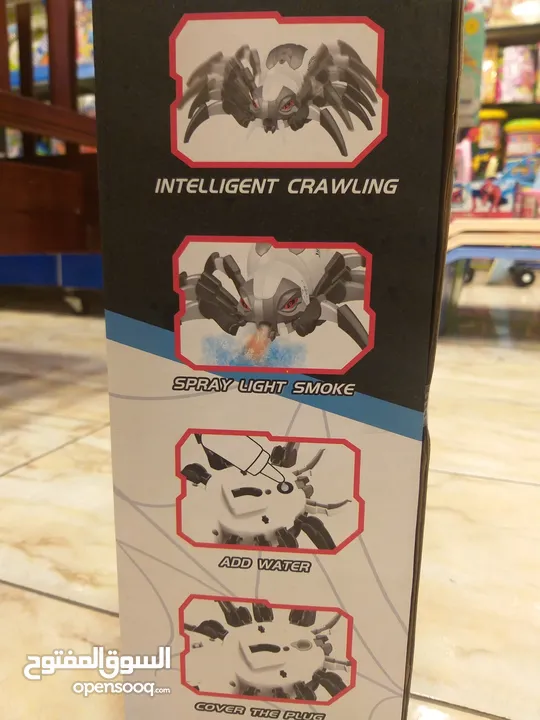 INTELLIGENT CRAWLING
SPRAY LIGHT SMOKE
ADD WATER
COVER THE PLUG
السوق المفتوح
opensooq.com